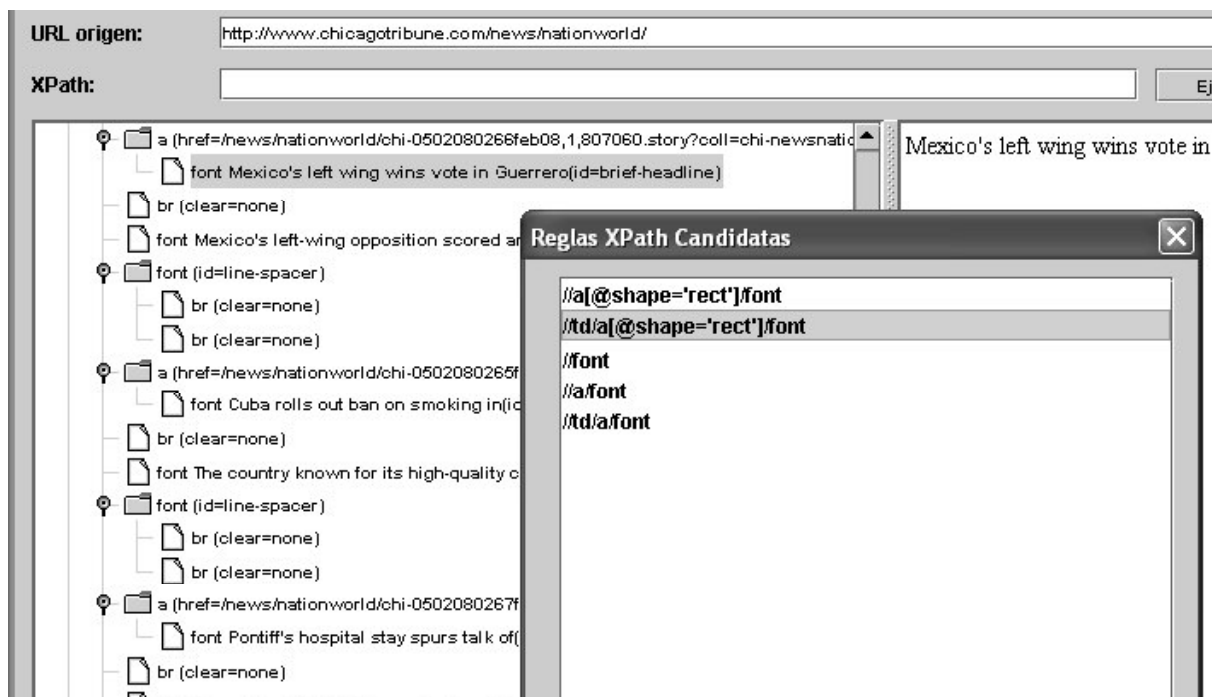 URL origen:
http://www.chicagotribune.com/news/nationworld/
XPath:
Ej
a (href=/news/nationworld/chi-0502080266feb08,1,807060.story?coll=chi-newsnatio
font Mexico's left wing wins vote in Guerrero(id=brief-headline)
br (clear=none)
font Mexico's left-wing opposition scored an
font (id=line-spacer)
br (clear=none)
br (clear=none)
a (href=/news/nationworld/chi-0502080265f
font Cuba rolls out ban on smoking in(id
br (clear=none)
font The country known for its high-quality c
font (id=line-spacer)
br (clear=none)
br (clear=none)
a (href=/news/nationworld/chi-0502080267f
font Pontiff's hospital stay spurs talk of(
br (clear=none)
Mexico's left wing wins vote in
Reglas XPath Candidatas
//a[@shape='rect']/font
//td/a[@shape='rect']/font
//font
//a/font
//td/a/font